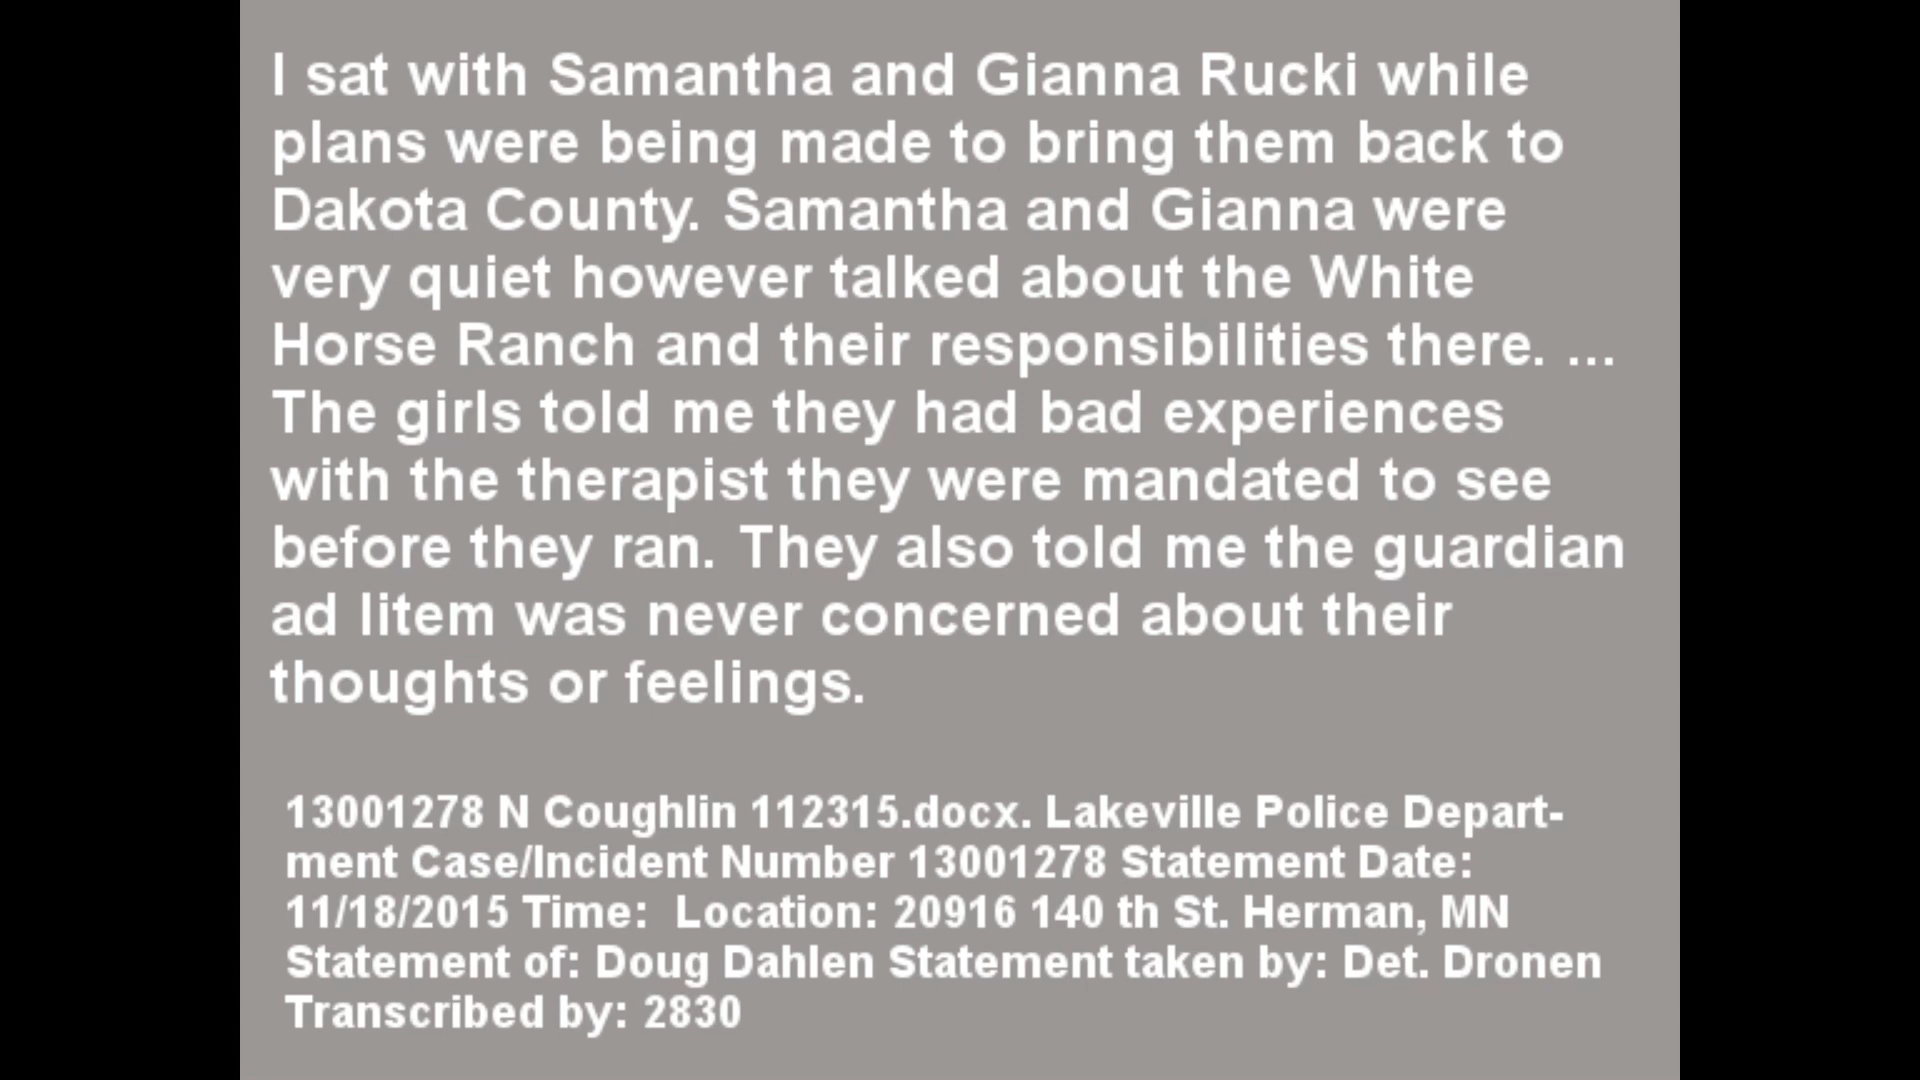 I sat with Samantha and Gianna Rucki while
plans were being made to bring them back to
Dakota County. Samantha and Gianna were
very quiet however talked about the White
Horse Ranch and their responsibilities there. ...
The girls told me they had bad experiences
with the therapist they were mandated to see
before they ran. They also told me the guardian
ad litem was never concerned about their
thoughts or feelings.
13001278 N Coughlin 112315.docx. Lakeville Police Depart-
ment Case/Incident Number 13001278 Statement Date:
11/18/2015 Time:  Location: 20916 140 th St. Herman, MN
Statement of: Doug Dahlen Statement taken by: Det. Dronen
Transcribed by: 2830